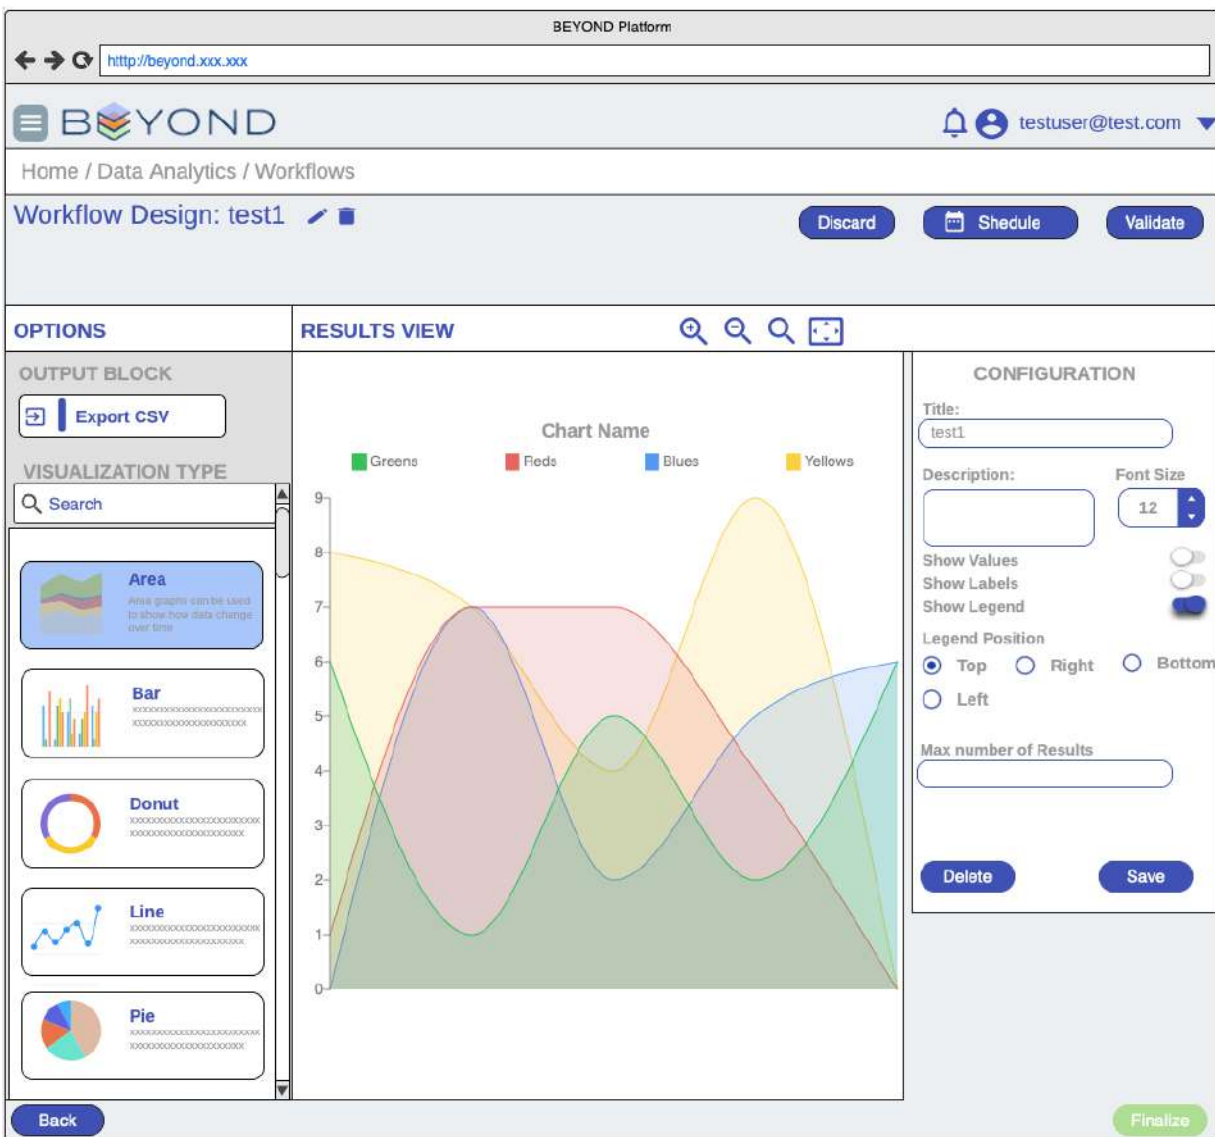 BEYOND Platform
htttp://beyond.xxx.xxx
BEYOND
testuser@test.com
Home / Data Analytics / Workflows
Workflow Design: test1
Discard
Shedule
Validate
OPTIONS
RESULTS VIEW
OUTPUT BLOCK
Export CSV
VISUALIZATION TYPE
Search
Area
Area graphs can be used
to show how data change
over time
Bar
Donut
Line
Pie
Chart Name
Greens Reds Blues Yellows
9
8
7
6
5
4
3
2
1
0
CONFIGURATION
Title:
test1
Description: Font Size
12
Show Values
Show Labels
Show Legend
Legend Position
Top Right Bottom
Left
Max number of Results
Delete Save
Back
Finalize